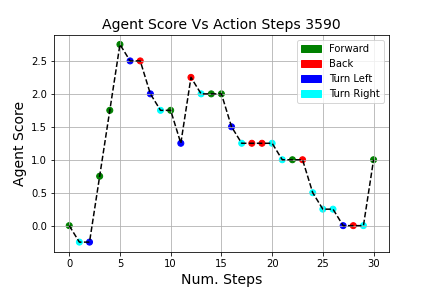 Agent Score Vs Action Steps 3590
Forward
Back
Turn Left
Turn Right
2.5
2.0
1.5
1.0
0.5
0.0
Agent Score
0 5 10 15 20 25 30
Num. Steps